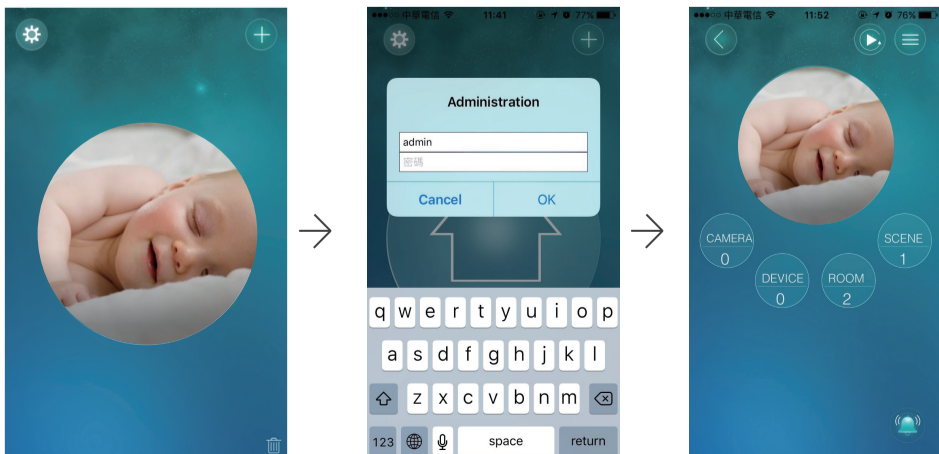 中華電信 11:41 77%
Administration
admin
密碼
Cancel OK
q w e r t y u i o p
a s d f g h j k l
z x c v b n m
123 space return
中華電信 11:52 76%
CAMERA
0
SCENE
1
DEVICE
0
ROOM
2